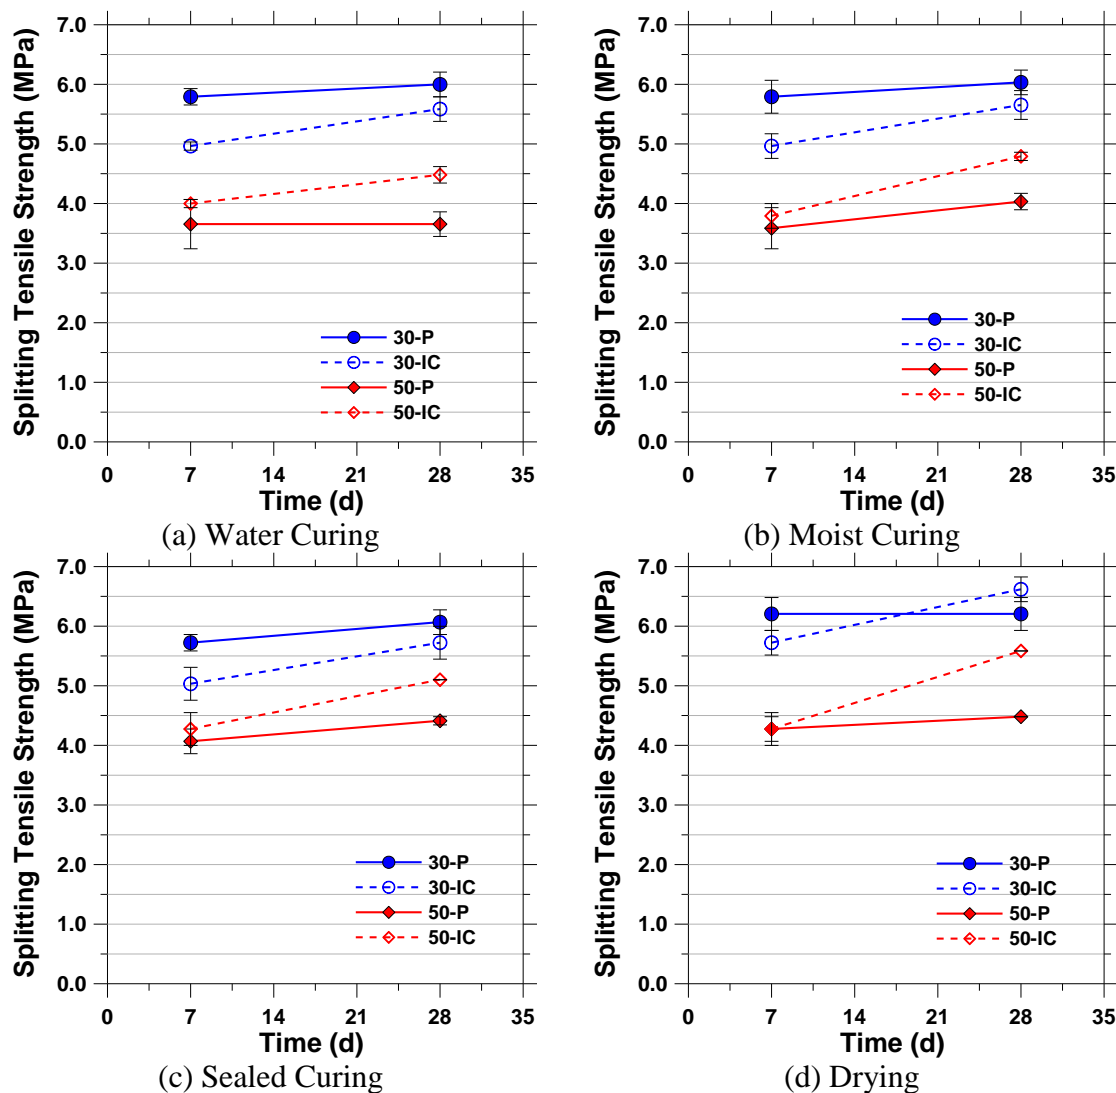 Splitting Tensile Strength (MPa)
7.0
6.0
5.0
4.0
3.0
2.0
1.0
0.0
30-P
30-IC
50-P
50-IC
0 7 14 21 28 35
Time (d)
(a) Water Curing
Splitting Tensile Strength (MPa)
7.0
6.0
5.0
4.0
3.0
2.0
1.0
0.0
30-P
30-IC
50-P
50-IC
0 7 14 21 28 35
Time (d)
(b) Moist Curing
Splitting Tensile Strength (MPa)
7.0
6.0
5.0
4.0
3.0
2.0
1.0
0.0
30-P
30-IC
50-P
50-IC
0 7 14 21 28 35
Time (d)
(c) Sealed Curing
Splitting Tensile Strength (MPa)
7.0
6.0
5.0
4.0
3.0
2.0
1.0
0.0
30-P
30-IC
50-P
50-IC
0 7 14 21 28 35
Time (d)
(d) Drying